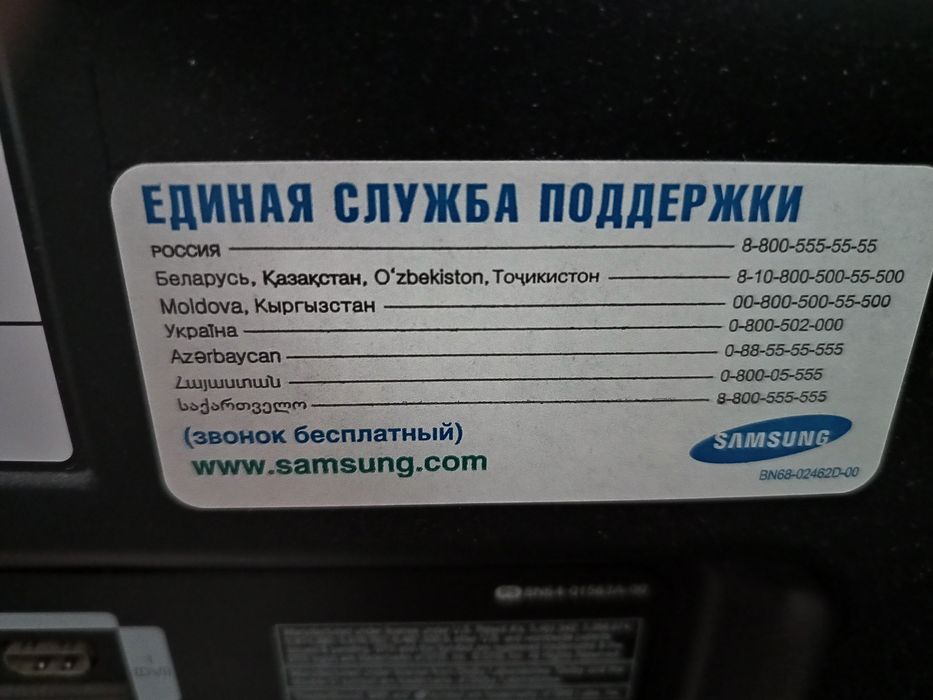 ЕДИНАЯ СЛУЖБА ПОДДЕРЖКИ
РОССИЯ 8-800-555-55-55
Беларусь, Қазақстан, O‘zbekiston, Тоҷикистон 8-10-800-500-55-500
Moldova, Кыргызстан 00-800-500-55-500
Україна 0-800-502-000
Azərbaycan 0-88-55-55-555
Հայաստան 0-800-05-555
საქართველო 8-800-555-555
(звонок бесплатный)
www.samsung.com
SAMSUNG
BN68-02462D-00